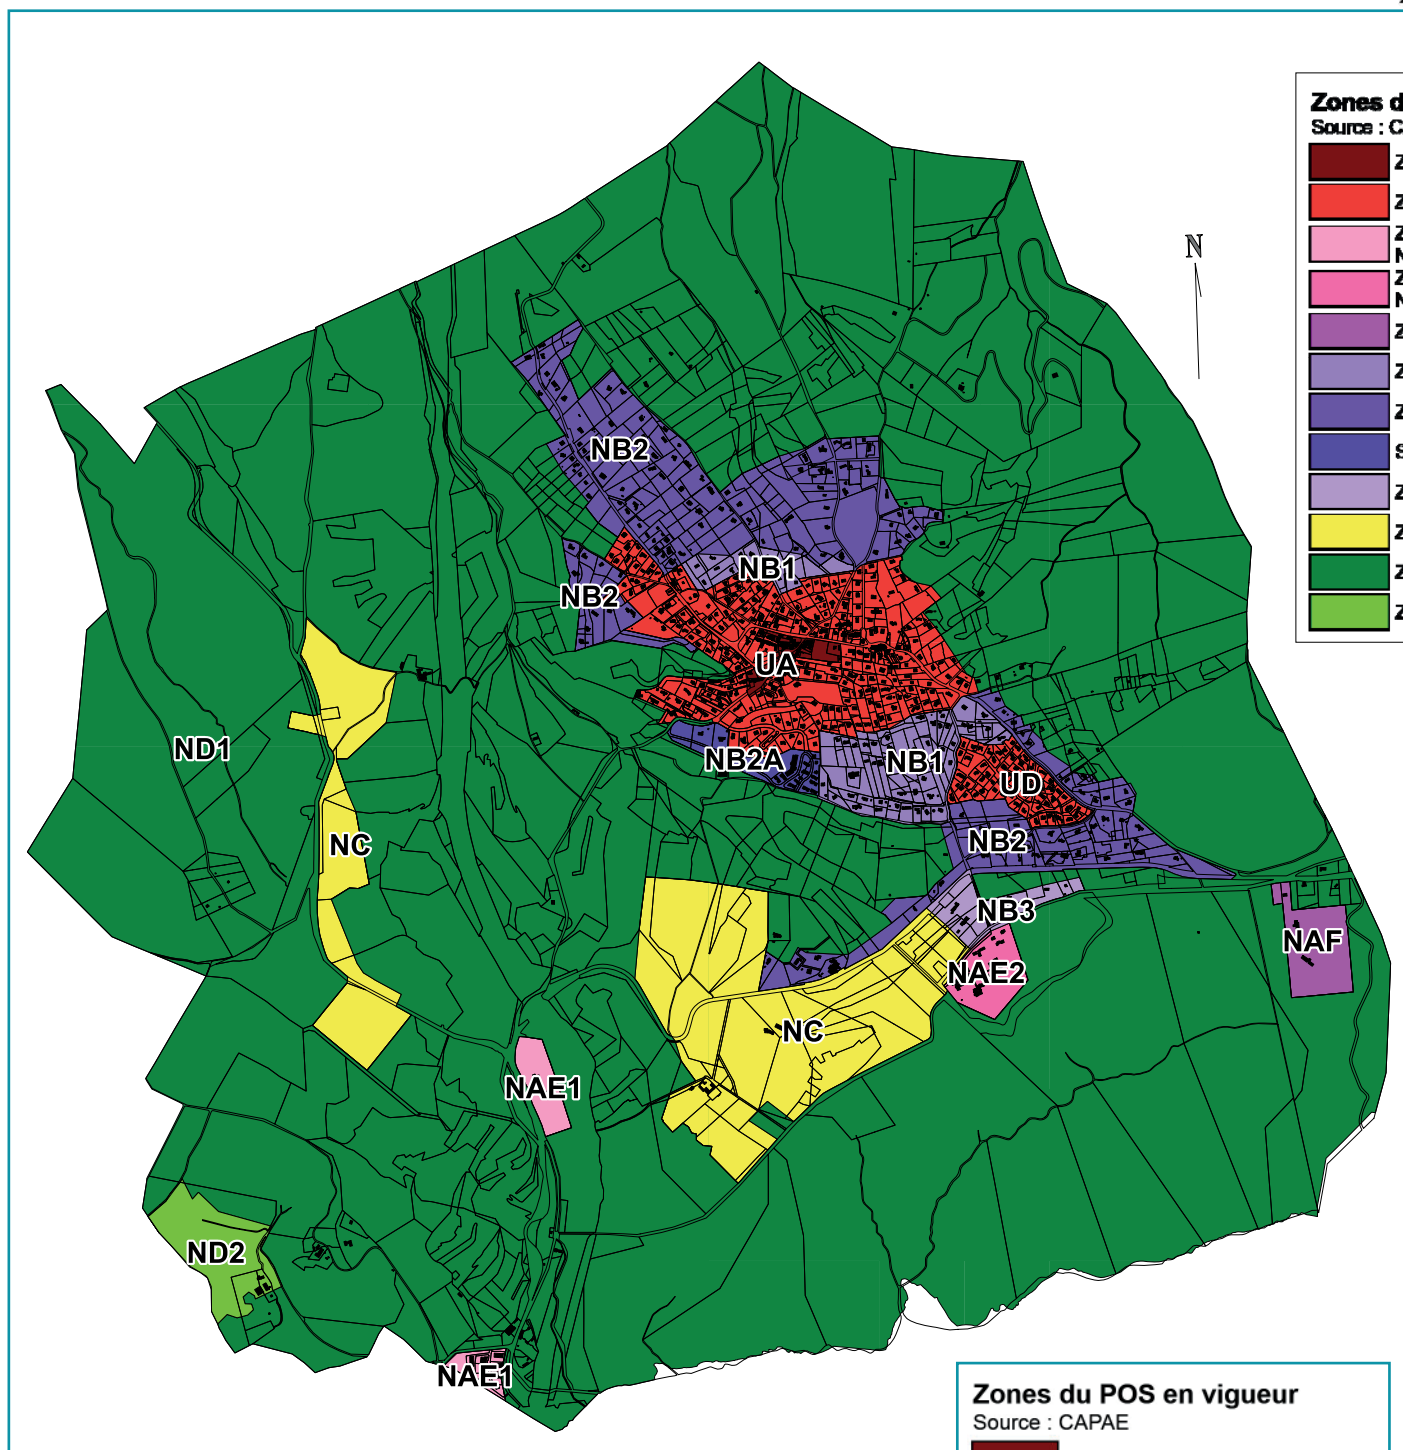 Zones d
Source : C
Z
Z
Z
N
Z
N
Z
Z
Z
S
Z
Z
Z
Z
N
NB2
NB1
NB2
UA
ND1
NB2A
NB1
UD
NC
NB2
NB3
NAF
NAE2
NC
NAE1
ND2
NAE1
Zones du POS en vigueur
Source : CAPAE